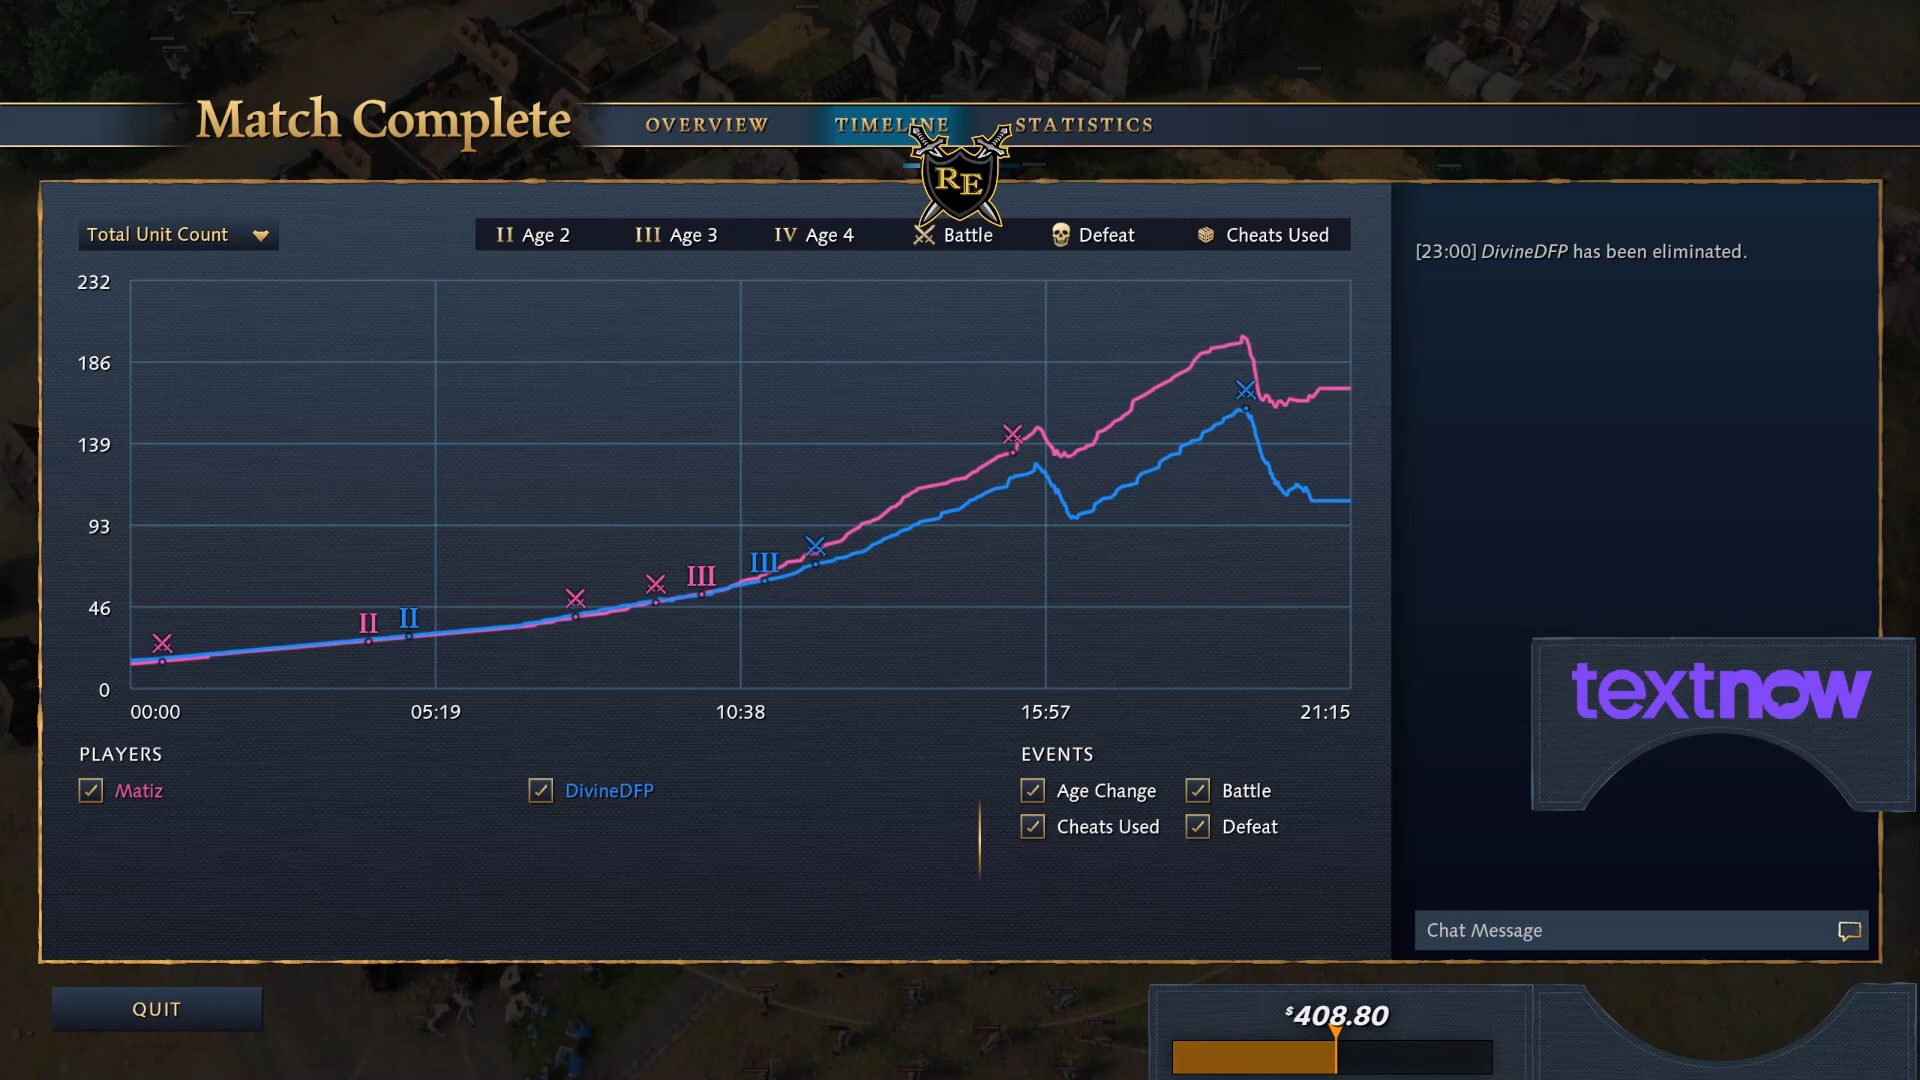 Match Complete
OVERVIEW
TIMELINE
STATISTICS
RE
Total Unit Count
II Age 2
III Age 3
IV Age 4
Battle
Defeat
Cheats Used
[23:00] DivineDFP has been eliminated.
232
186
139
93
46
0
II
II
III
III
00:00
05:19
10:38
15:57
21:15
textnow
PLAYERS
Matiz
DivineDFP
EVENTS
Age Change
Battle
Cheats Used
Defeat
Chat Message
QUIT
$408.80